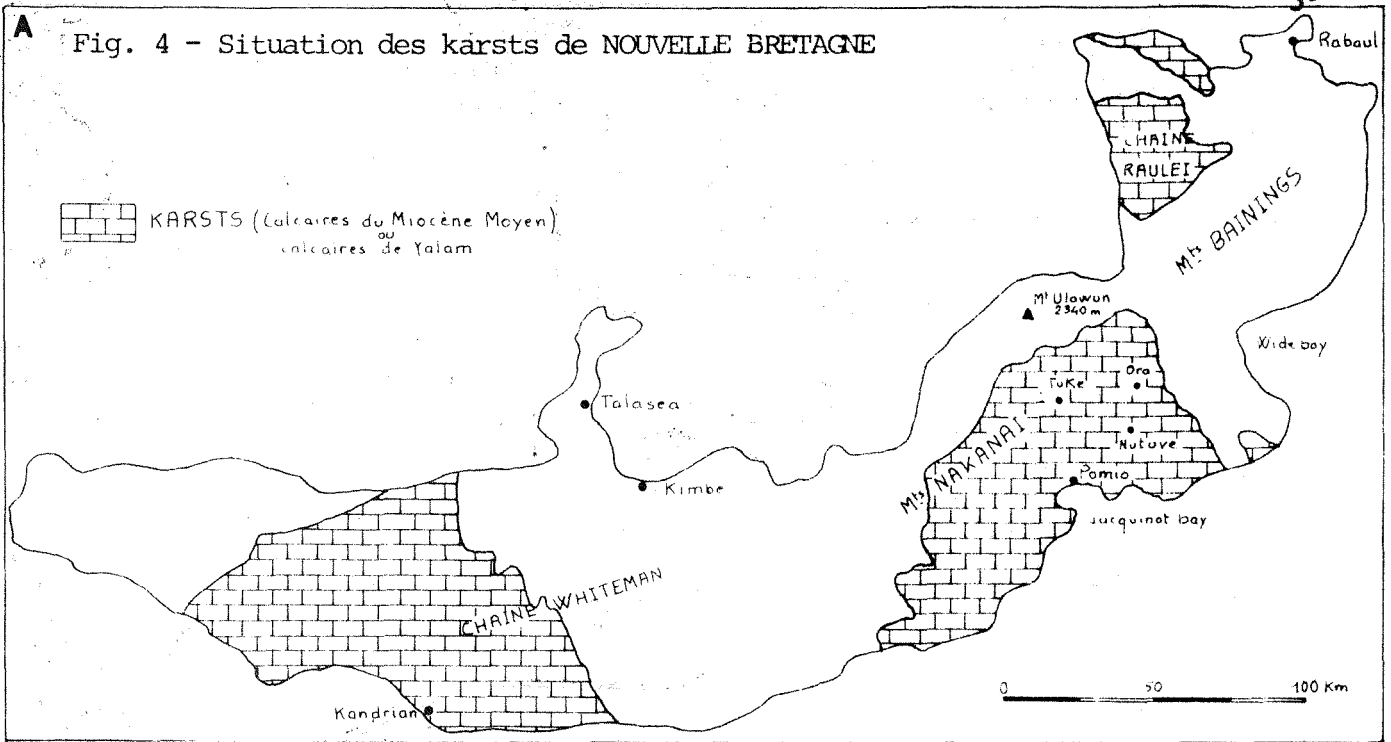 A
Fig. 4 - Situation des karsts de NOUVELLE BRETAGNE
Rabaul
CHAINE
RAULEI
KARSTS (Calcaires du Miocène Moyen)
ou
calcaires de Yalam
Mts BAININGS
Mt Ulawun
2340 m
Wide bay
Ora
Tuke
Talasea
Nutuve
Mts NAKANAI
Pomio
Kimbe
Jacquinot bay
CHAINE WHITEMAN
0 50 100 Km
Kandrian